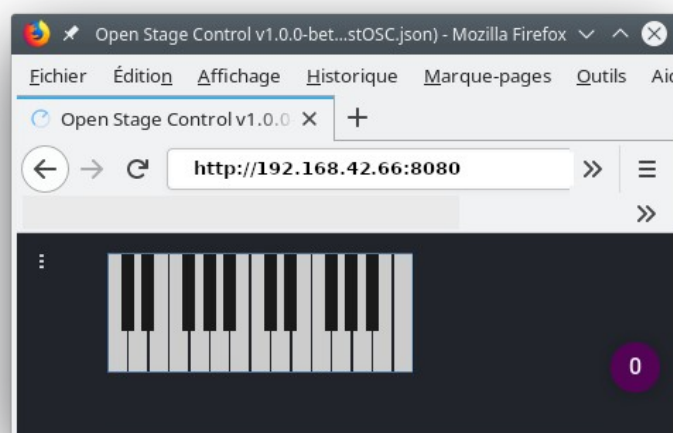 Open Stage Control v1.0.0-bet...stOSC.json) - Mozilla Firefox
Fichier Édition Affichage Historique Marque-pages Outils Aid
Open Stage Control v1.0.0
http://192.168.42.66:8080
0